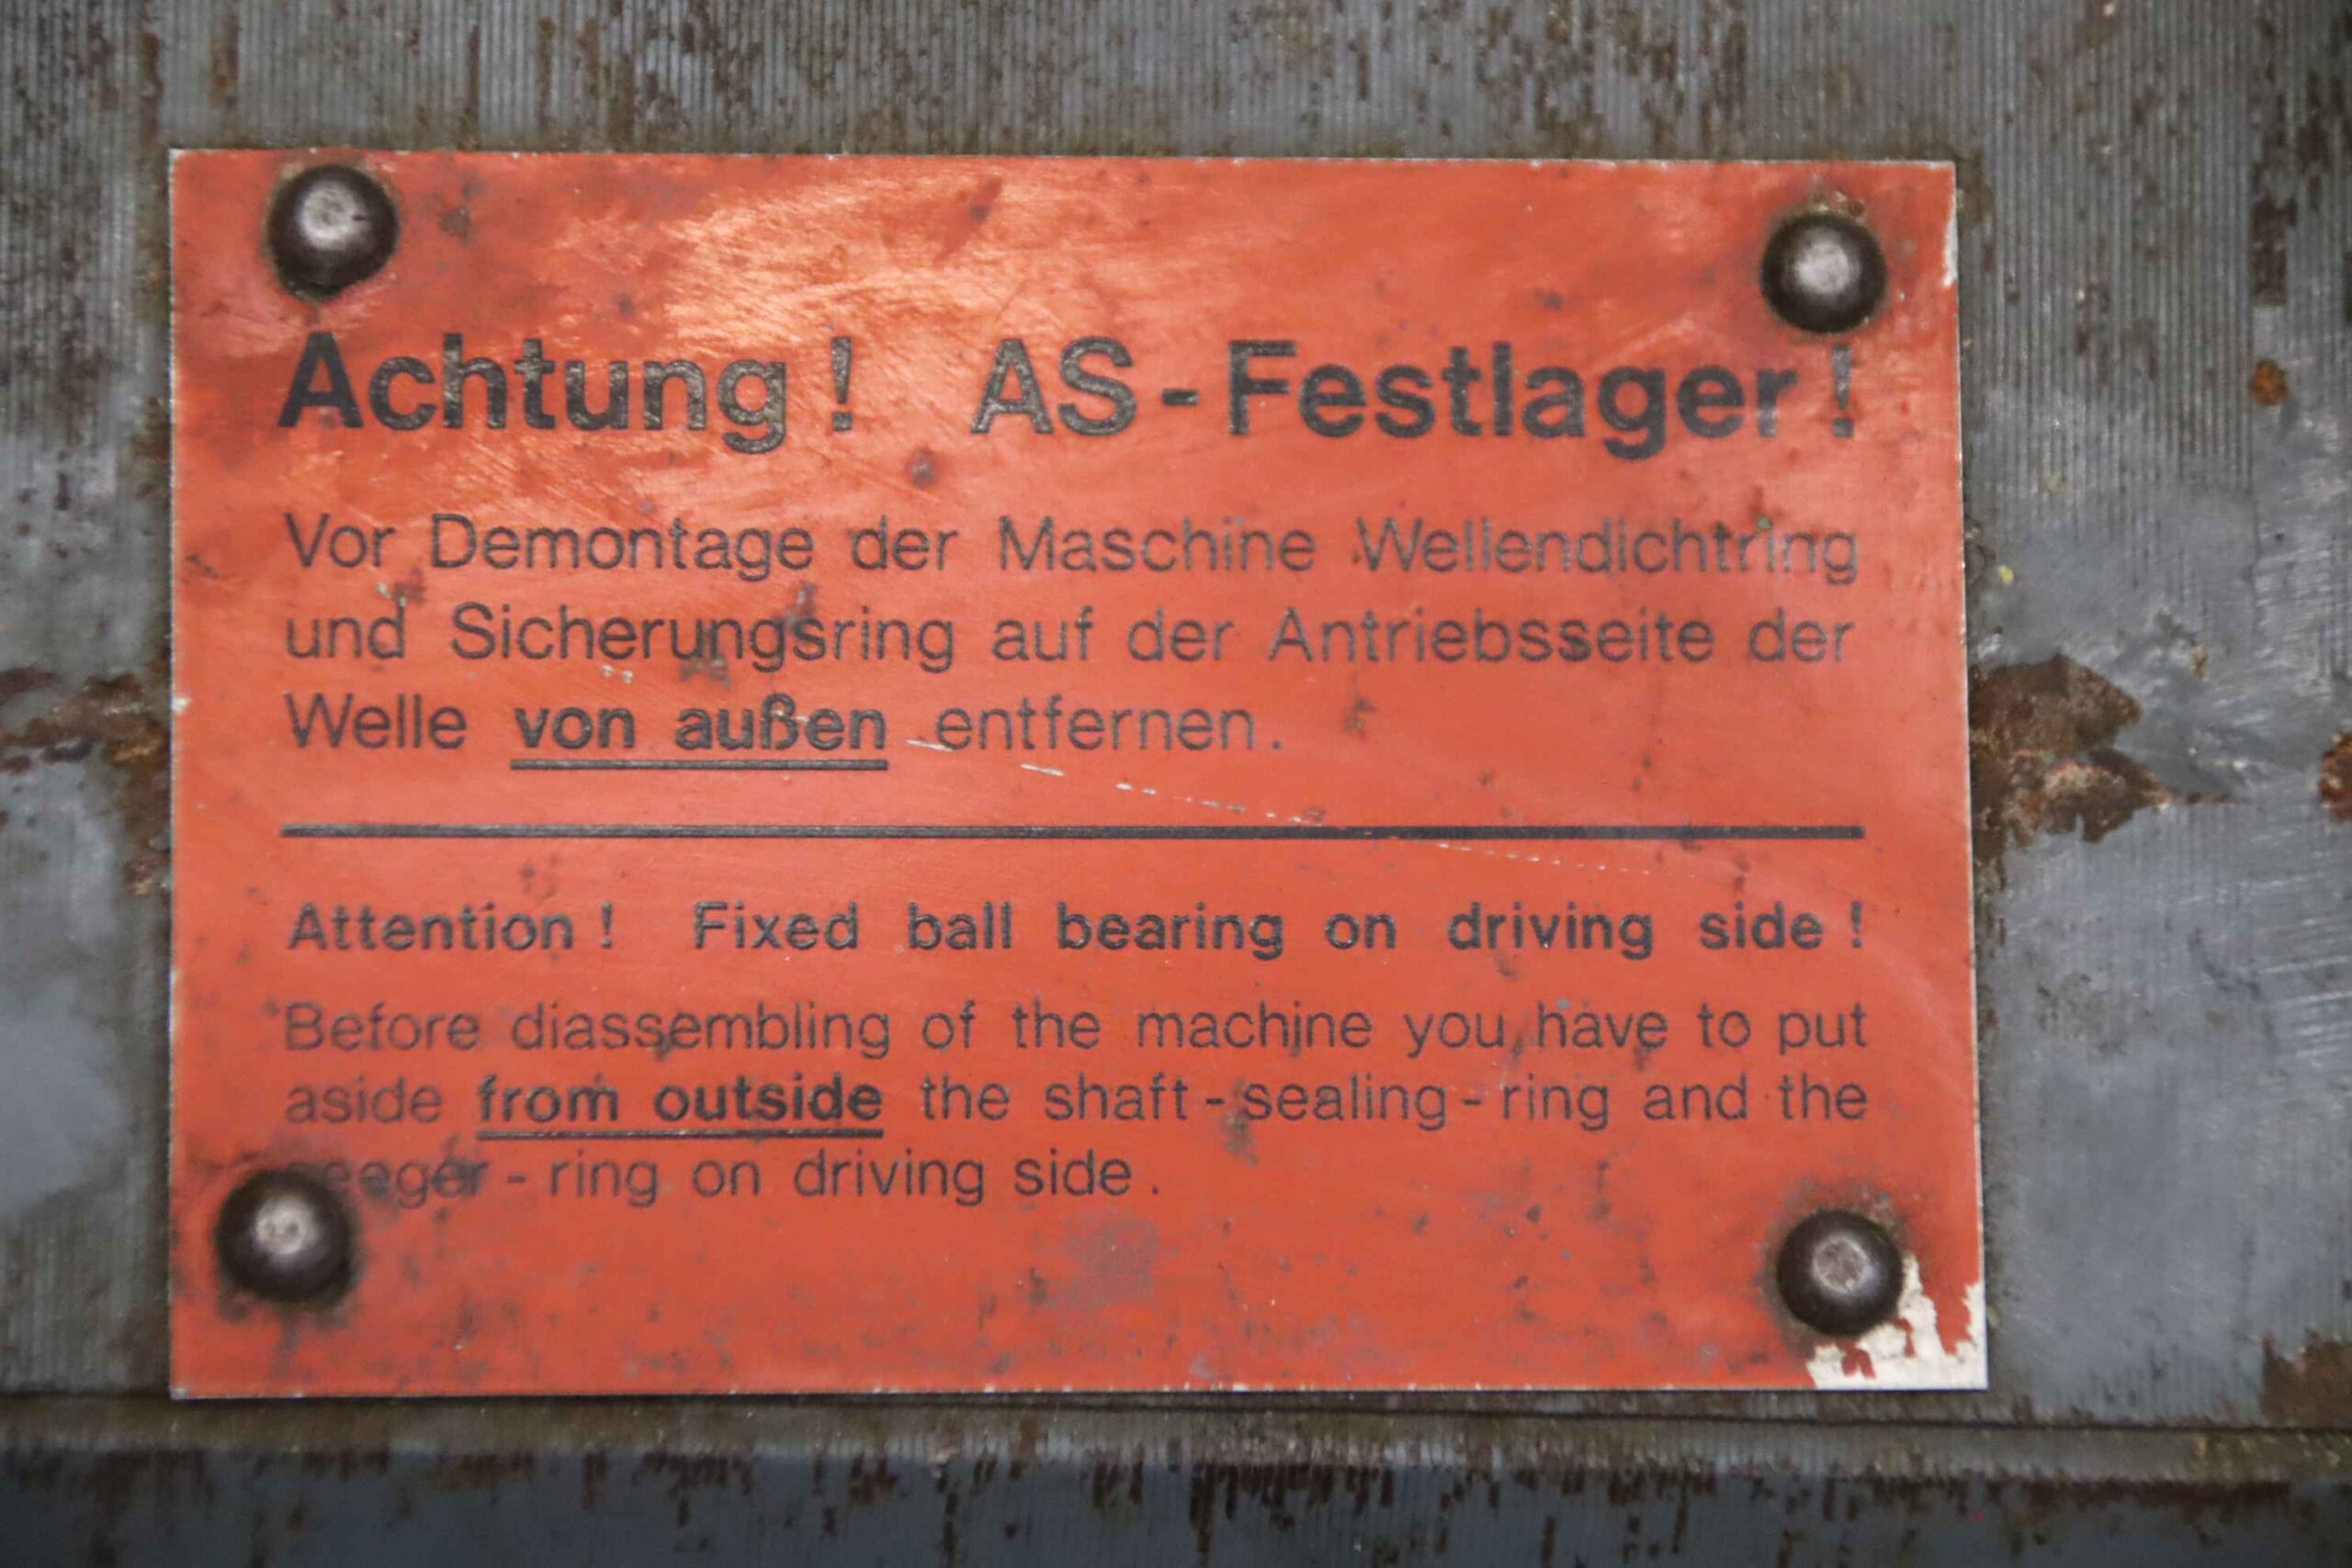 Achtung! AS-Festlager!
Vor Demontage der Maschine Wellendichtring
und Sicherungsring auf der Antriebsseite der
Welle von außen entfernen.
Attention! Fixed ball bearing on driving side!
Before diassembling of the machine you have to put
aside from outside the shaft-sealing-ring and the
seeger-ring on driving side.